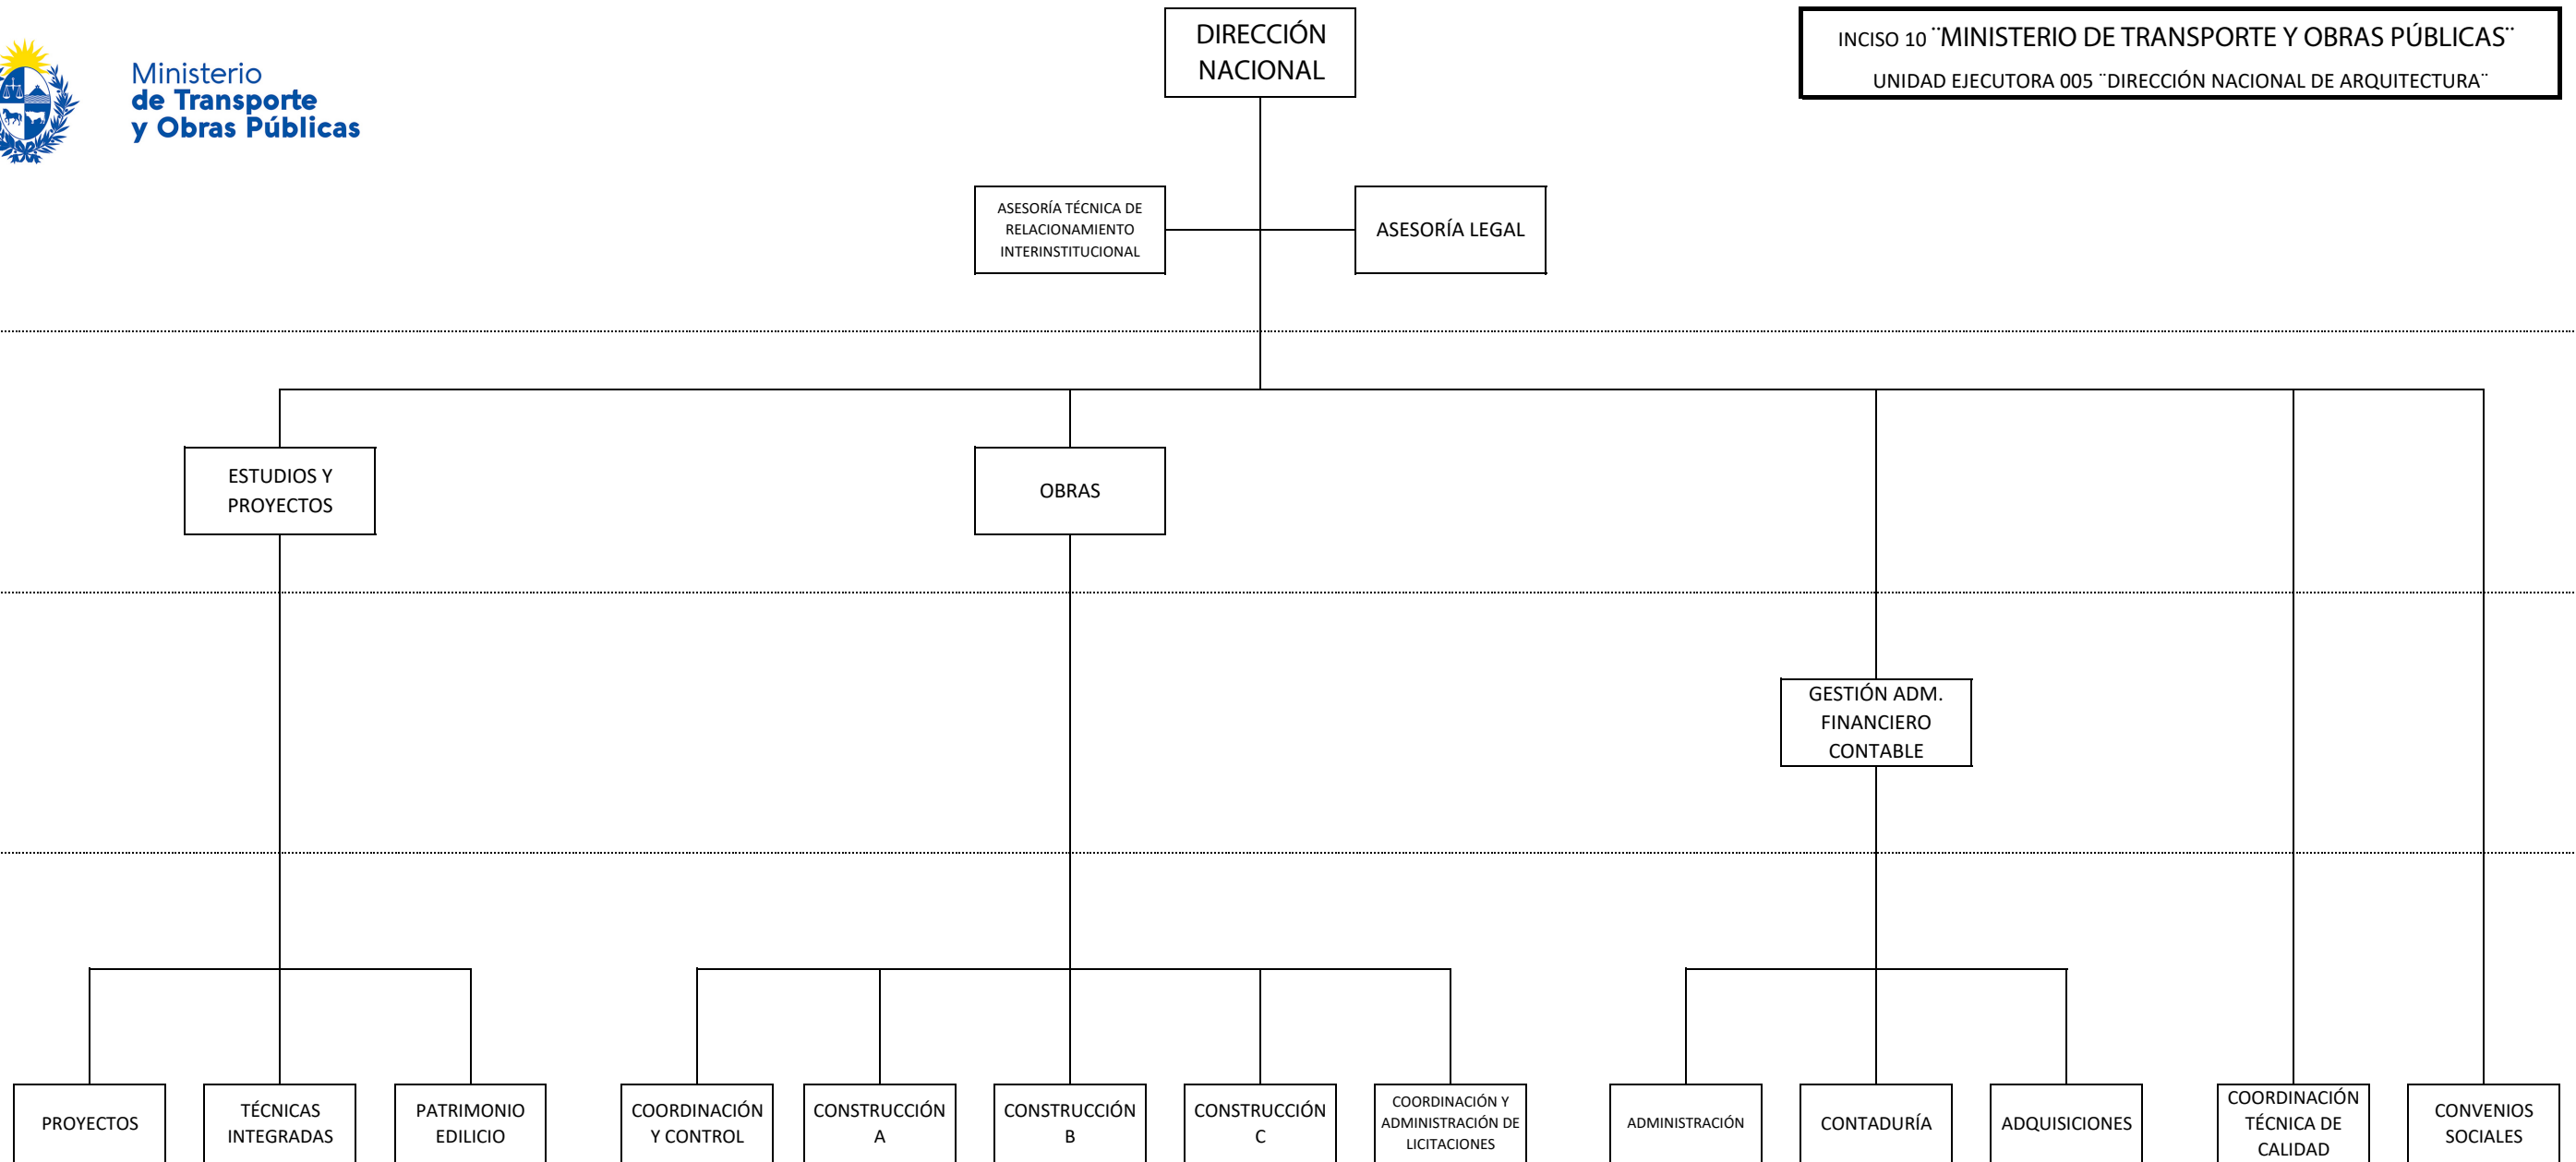 Ministerio
de Transporte
y Obras Públicas
DIRECCIÓN
NACIONAL
INCISO 10 ¨MINISTERIO DE TRANSPORTE Y OBRAS PÚBLICAS¨
UNIDAD EJECUTORA 005 ¨DIRECCIÓN NACIONAL DE ARQUITECTURA¨
ASESORÍA TÉCNICA DE
RELACIONAMIENTO
INTERINSTITUCIONAL
ASESORÍA LEGAL
ESTUDIOS Y
PROYECTOS
OBRAS
GESTIÓN ADM.
FINANCIERO
CONTABLE
PROYECTOS
TÉCNICAS
INTEGRADAS
PATRIMONIO
EDILICIO
COORDINACIÓN
Y CONTROL
CONSTRUCCIÓN
A
CONSTRUCCIÓN
B
CONSTRUCCIÓN
C
COORDINACIÓN Y
ADMINISTRACIÓN DE
LICITACIONES
ADMINISTRACIÓN
CONTADURÍA
ADQUISICIONES
COORDINACIÓN
TÉCNICA DE
CALIDAD
CONVENIOS
SOCIALES